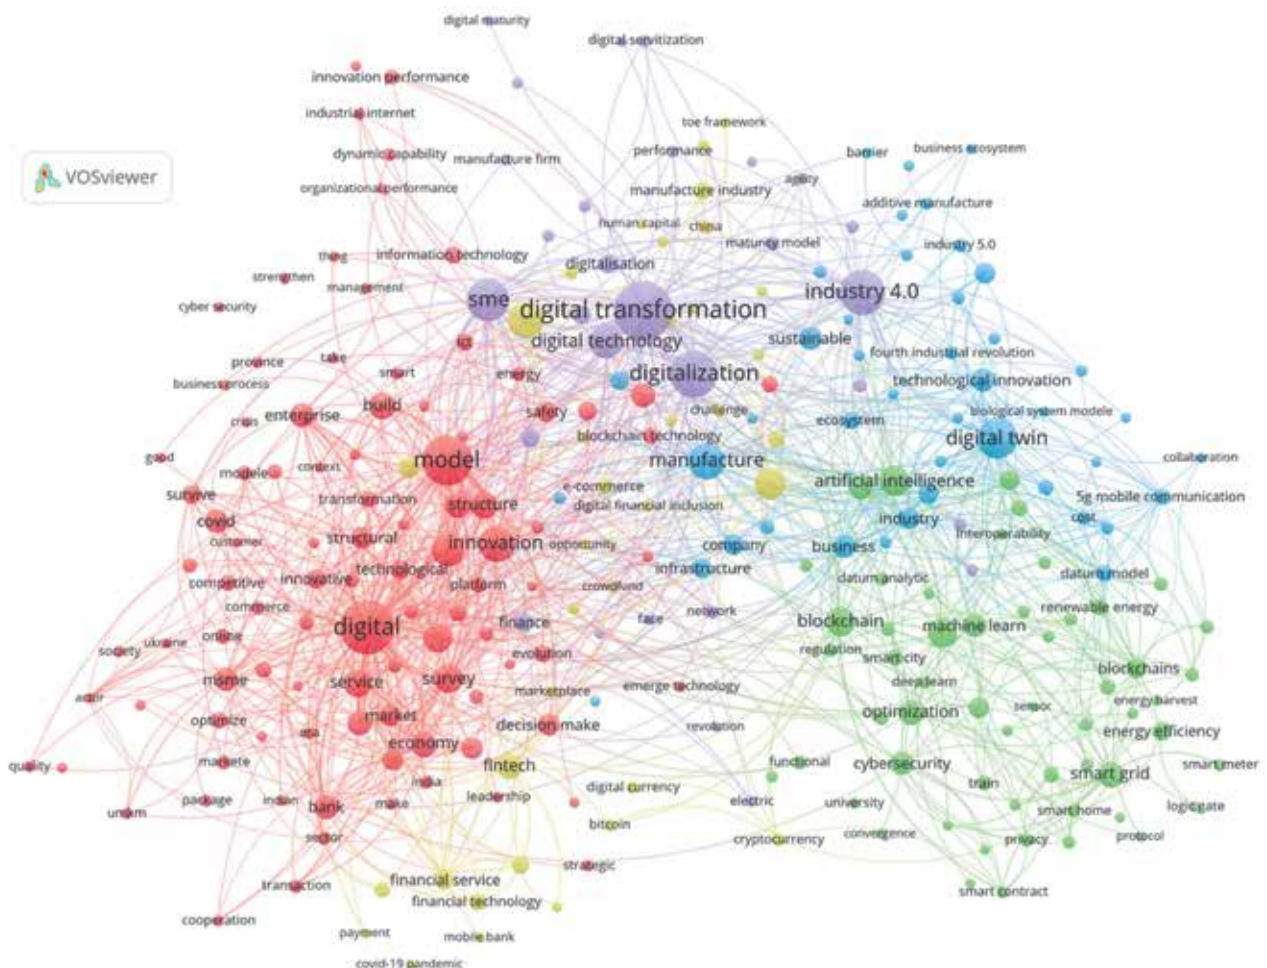 digital maturity
digital servitization
innovation performance
industrial internet
toe framework
dynamic capability
manufacture firm
performance
barrier
business ecosystem
VOSviewer
organizational performance
manufacture industry
agility
additive manufacture
human capital
china
maturity model
industry 5.0
thing
information technology
digitalisation
strengthen
management
cyber security
sme
digital transformation
industry 4.0
ict
digital technology
sustainable
province
take
fourth industrial revolution
business process
smart
energy
digitalization
technological innovation
enterprise
build
safety
challenge
ecosystem
biological system modele
crisis
blockchain technology
digital twin
good
context
model
manufacture
collaboration
modele
survive
transformation
structure
e-commerce
artificial intelligence
5g mobile communication
digital financial inclusion
covid
industry
cost
customer
structural
innovation
opportunity
company
business
interoperability
technological
infrastructure
competitive
innovative
platform
crowdfund
datum analytic
datum model
commerce
digital
finance
face
network
blockchain
machine learn
renewable energy
ukraine
online
society
evolution
regulation
smart city
msme
service
survey
marketplace
emerge technology
deep learn
blockchains
actor
energy harvest
optimize
market
decision make
revolution
optimization
sensor
ata
economy
energy efficiency
quality
markete
fintech
functional
cybersecurity
smart grid
smart meter
india
train
digital currency
package
indian
bank
make
leadership
electric
university
smart home
logic gate
bitcoin
sector
cryptocurrency
convergence
privacy
protocol
strategic
transaction
financial service
smart contract
financial technology
cooperation
payment
mobile bank
covid-19 pandemic